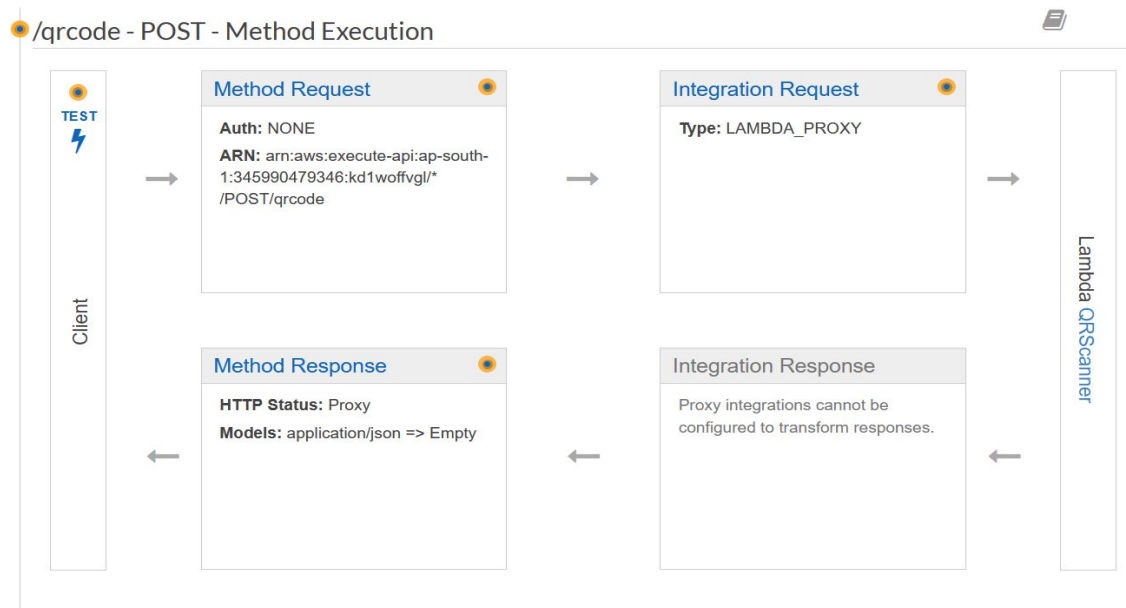 /qrcode - POST - Method Execution
TEST
Client
Method Request
Auth: NONE
ARN: arn:aws:execute-api:ap-south-
1:345990479346:kd1woffvgl/*
/POST/qrcode
Integration Request
Type: LAMBDA_PROXY
Lambda QRScanner
Method Response
HTTP Status: Proxy
Models: application/json => Empty
Integration Response
Proxy integrations cannot be
configured to transform responses.